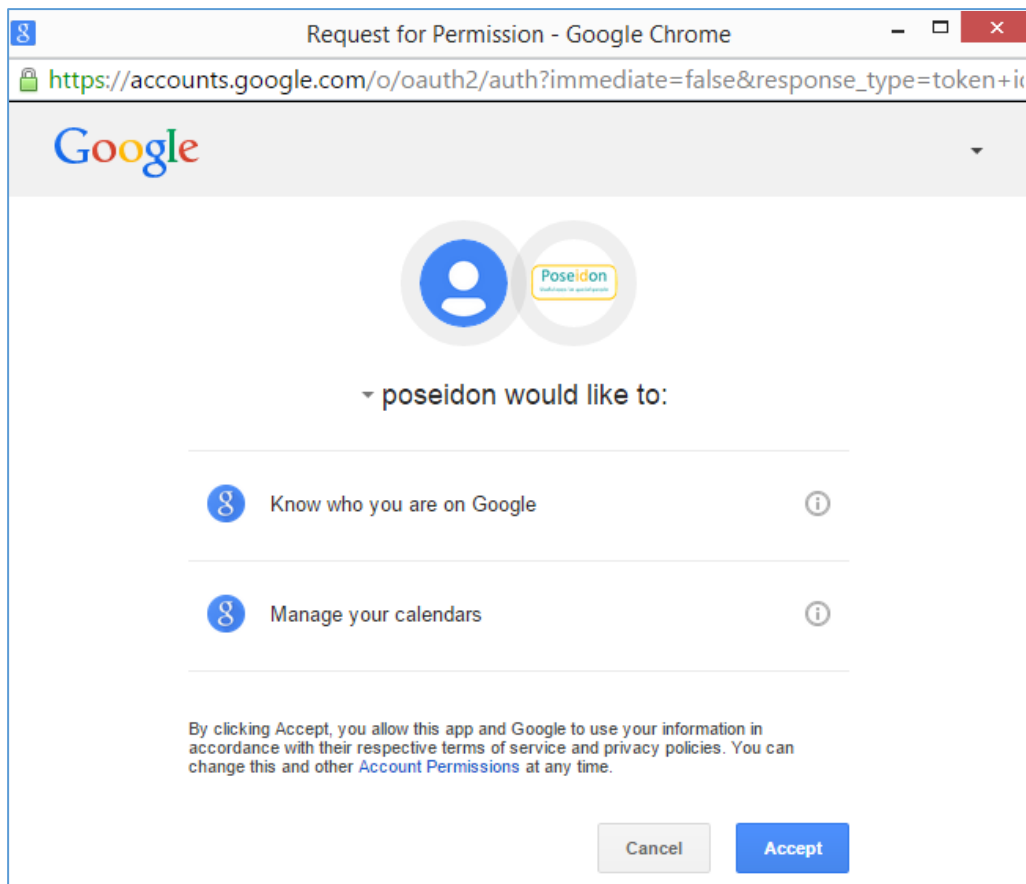 Request for Permission - Google Chrome
https://accounts.google.com/o/oauth2/auth?immediate=false&response_type=token+
Google
Poseidon
poseidon would like to:
Know who you are on Google
Manage your calendars
By clicking Accept, you allow this app and Google to use your information in
accordance with their respective terms of service and privacy policies. You can
change this and other Account Permissions at any time.
Cancel
Accept